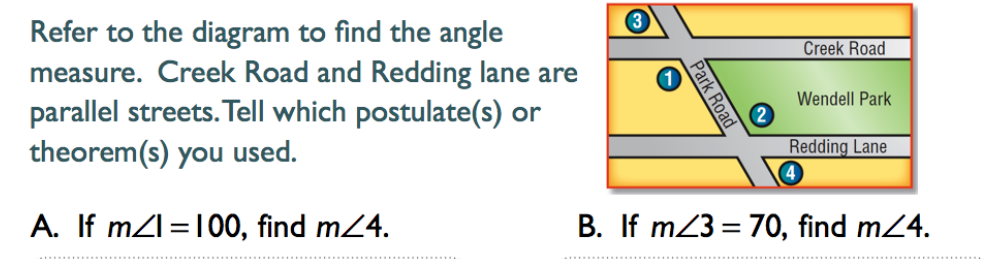 Refer to the diagram to find the angle
measure. Creek Road and Redding lane are
parallel streets. Tell which postulate(s) or
theorem(s) you used.
3
Creek Road
1
Park Road
Wendell Park
2
Redding Lane
4
A. If m∠1=100, find m∠4.
B. If m∠3 = 70, find m∠4.